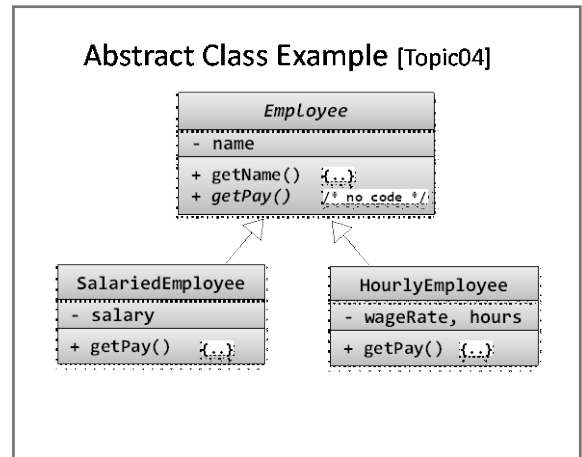 Abstract Class Example [Topic04]
Employee
- name
+ getName() {..}
+ getPay() /* no code */
SalariedEmployee
- salary
+ getPay() {..}
HourlyEmployee
- wageRate, hours
+ getPay() {..}